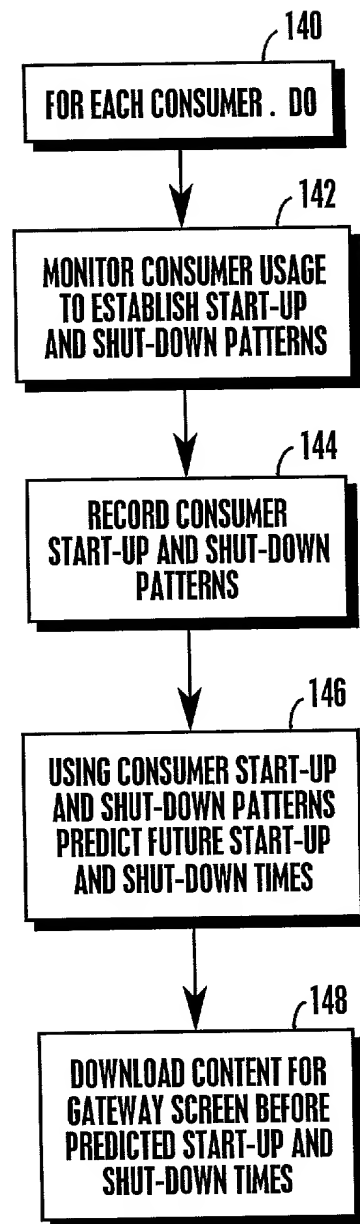 140
FOR EACH CONSUMER . DO
142
MONITOR CONSUMER USAGE
TO ESTABLISH START-UP
AND SHUT-DOWN PATTERNS
144
RECORD CONSUMER
START-UP AND SHUT-DOWN
PATTERNS
146
USING CONSUMER START-UP
AND SHUT-DOWN PATTERNS
PREDICT FUTURE START-UP
AND SHUT-DOWN TIMES
148
DOWNLOAD CONTENT FOR
GATEWAY SCREEN BEFORE
PREDICTED START-UP AND
SHUT-DOWN TIMES